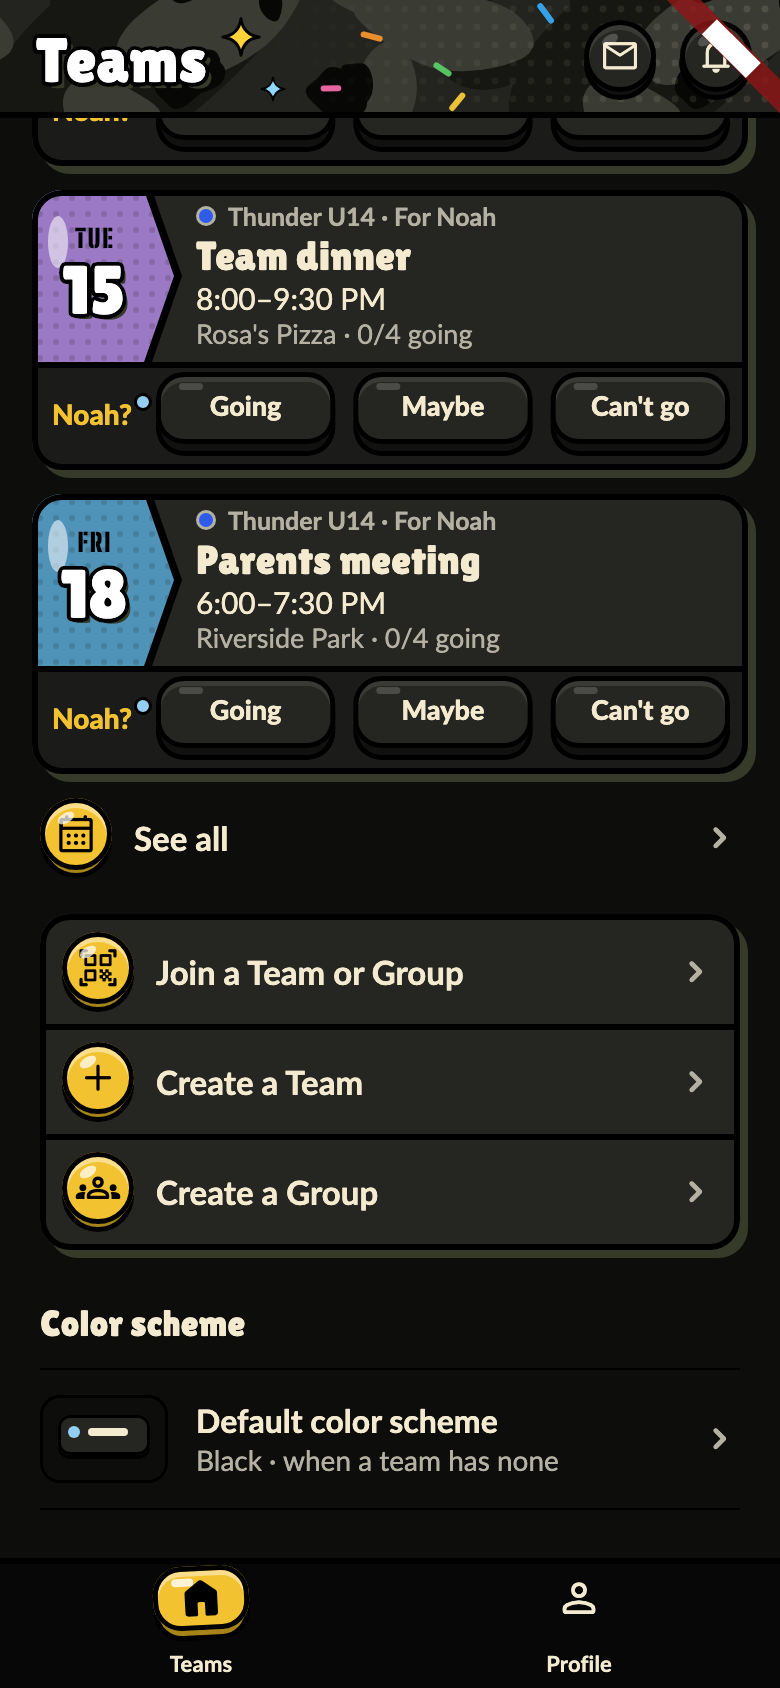 Teams
Noah?
TUE
15
Thunder U14 · For Noah
Team dinner
8:00–9:30 PM
Rosa's Pizza · 0/4 going
Noah?
Going
Maybe
Can't go
FRI
18
Thunder U14 · For Noah
Parents meeting
6:00–7:30 PM
Riverside Park · 0/4 going
Noah?
Going
Maybe
Can't go
See all
Join a Team or Group
Create a Team
Create a Group
Color scheme
Default color scheme
Black · when a team has none
Teams
Profile